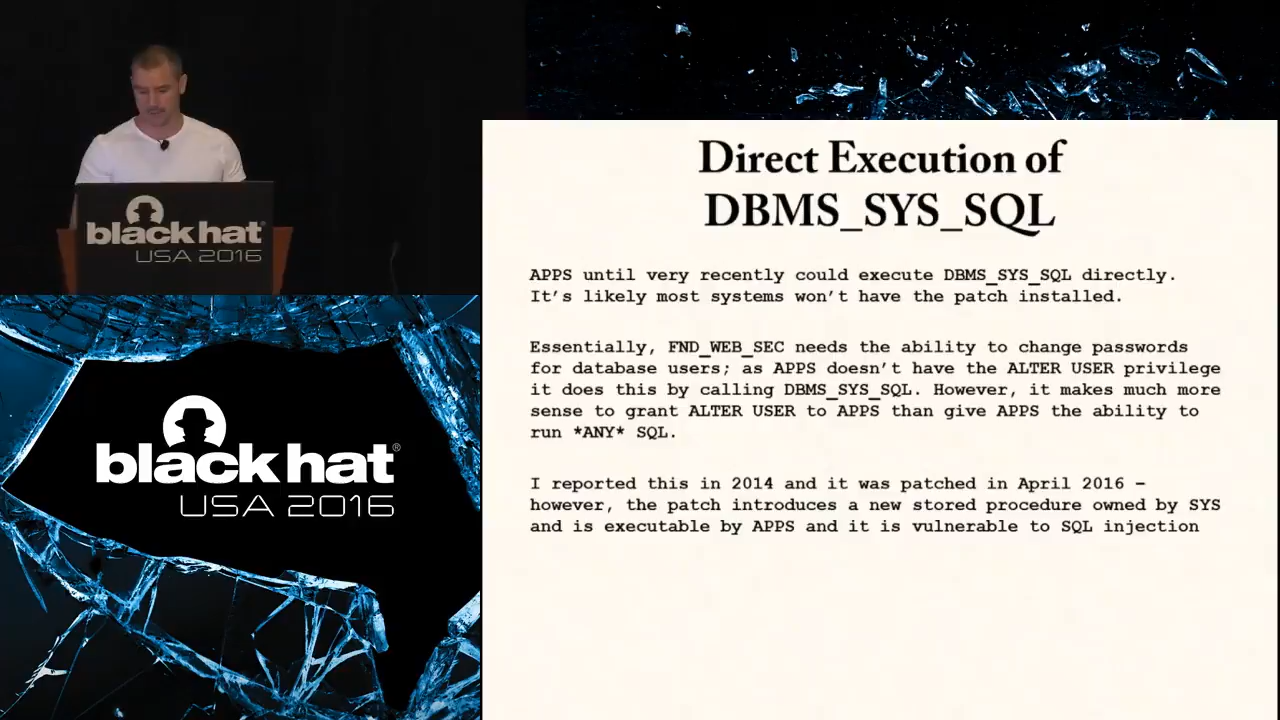 black hat®
USA 2016
black hat®
USA 2016
Direct Execution of
DBMS_SYS_SQL
APPS until very recently could execute DBMS_SYS_SQL directly.
It’s likely most systems won’t have the patch installed.
Essentially, FND_WEB_SEC needs the ability to change passwords
for database users; as APPS doesn’t have the ALTER USER privilege
it does this by calling DBMS_SYS_SQL. However, it makes much more
sense to grant ALTER USER to APPS than give APPS the ability to
run *ANY* SQL.
I reported this in 2014 and it was patched in April 2016 –
however, the patch introduces a new stored procedure owned by SYS
and is executable by APPS and it is vulnerable to SQL injection